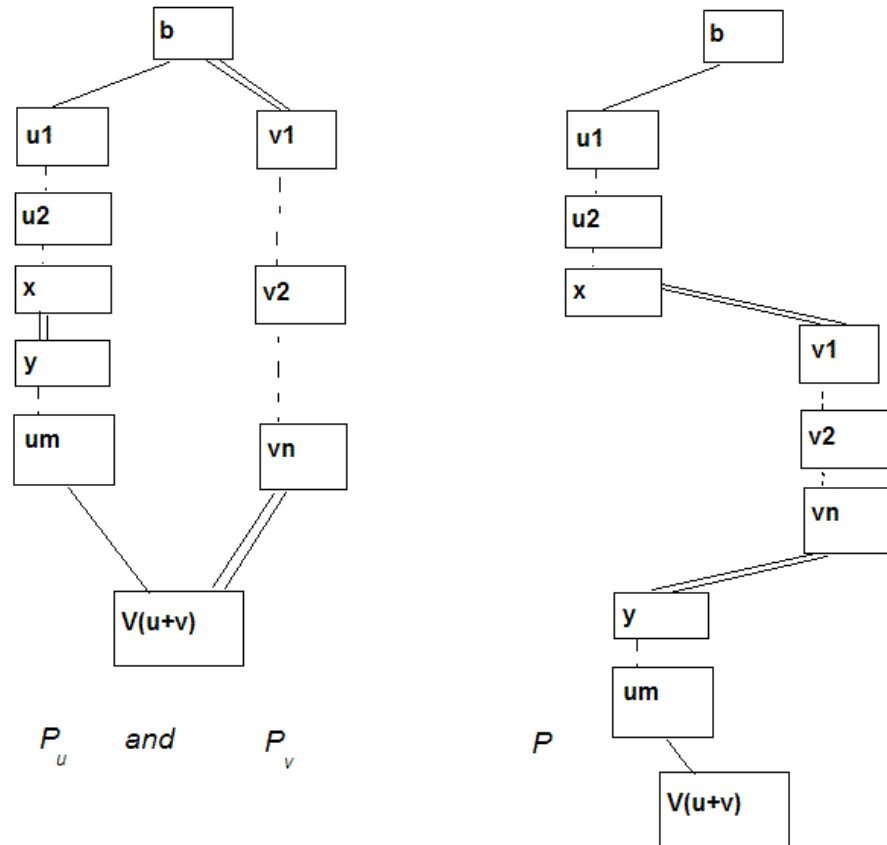 b
u1
v1
u2
x
v2
y
um
vn
V(u+v)
P_u and P_v
b
u1
u2
x
v1
v2
vn
y
um
V(u+v)
P